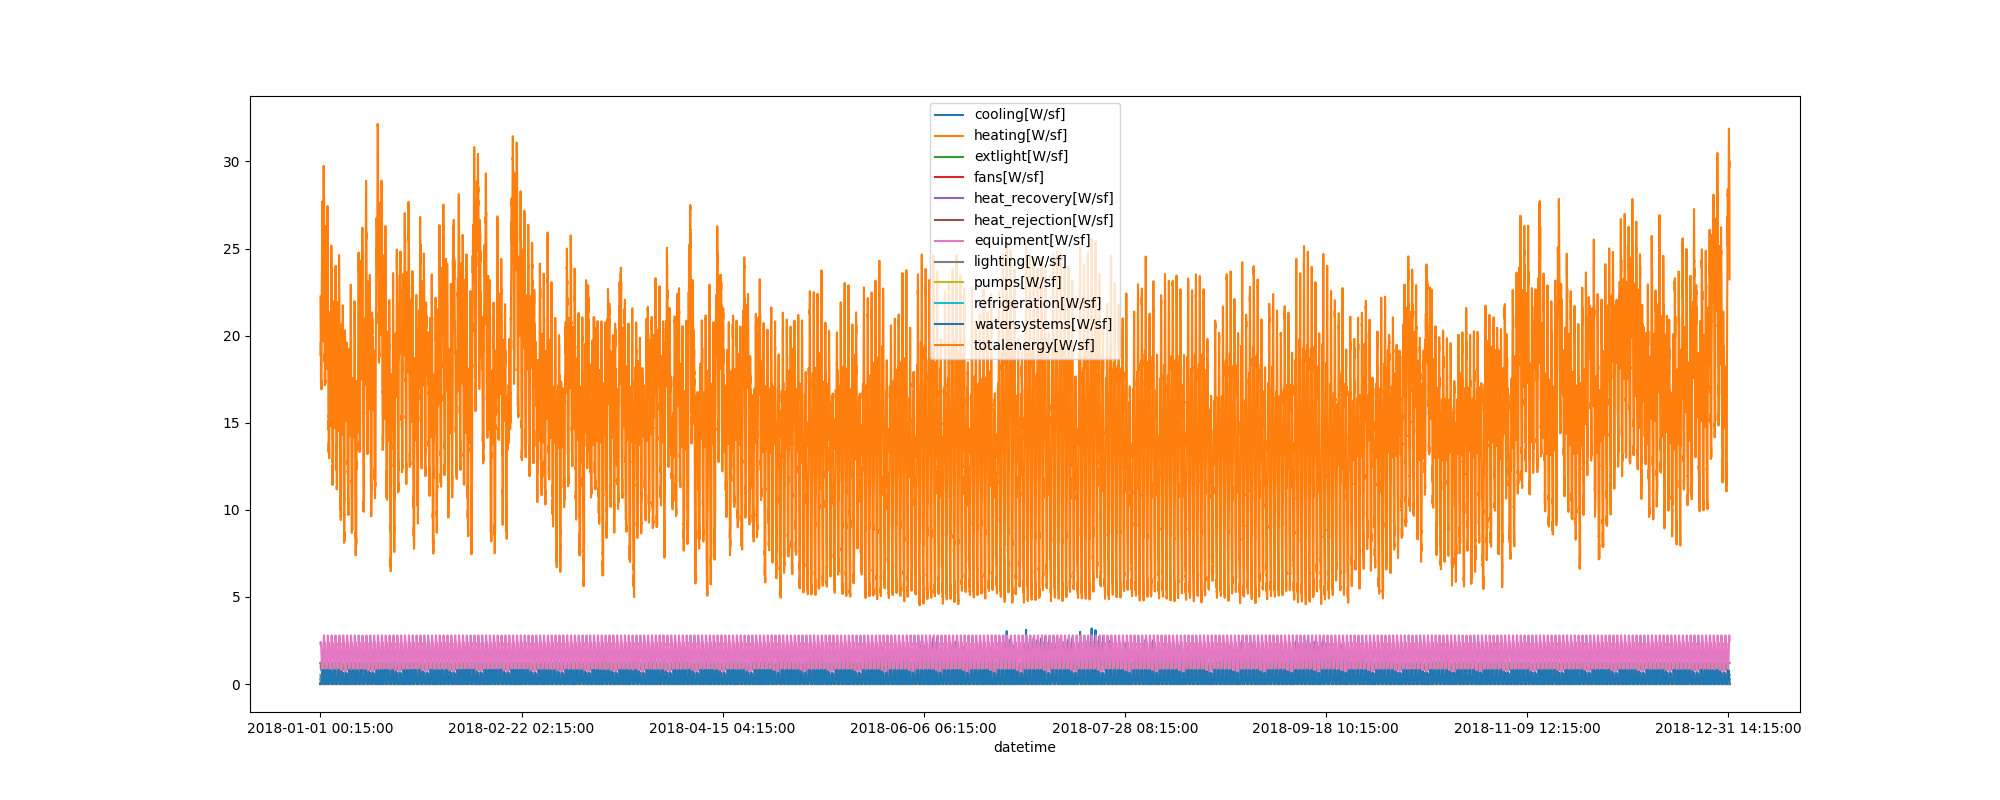 cooling[W/sf]
heating[W/sf]
extlight[W/sf]
fans[W/sf]
heat_recovery[W/sf]
heat_rejection[W/sf]
equipment[W/sf]
lighting[W/sf]
pumps[W/sf]
refrigeration[W/sf]
watersystems[W/sf]
totalenergy[W/sf]
30
25
20
15
10
5
0
2018-01-01 00:15:00
2018-02-22 02:15:00
2018-04-15 04:15:00
2018-06-06 06:15:00
2018-07-28 08:15:00
2018-09-18 10:15:00
2018-11-09 12:15:00
2018-12-31 14:15:00
datetime